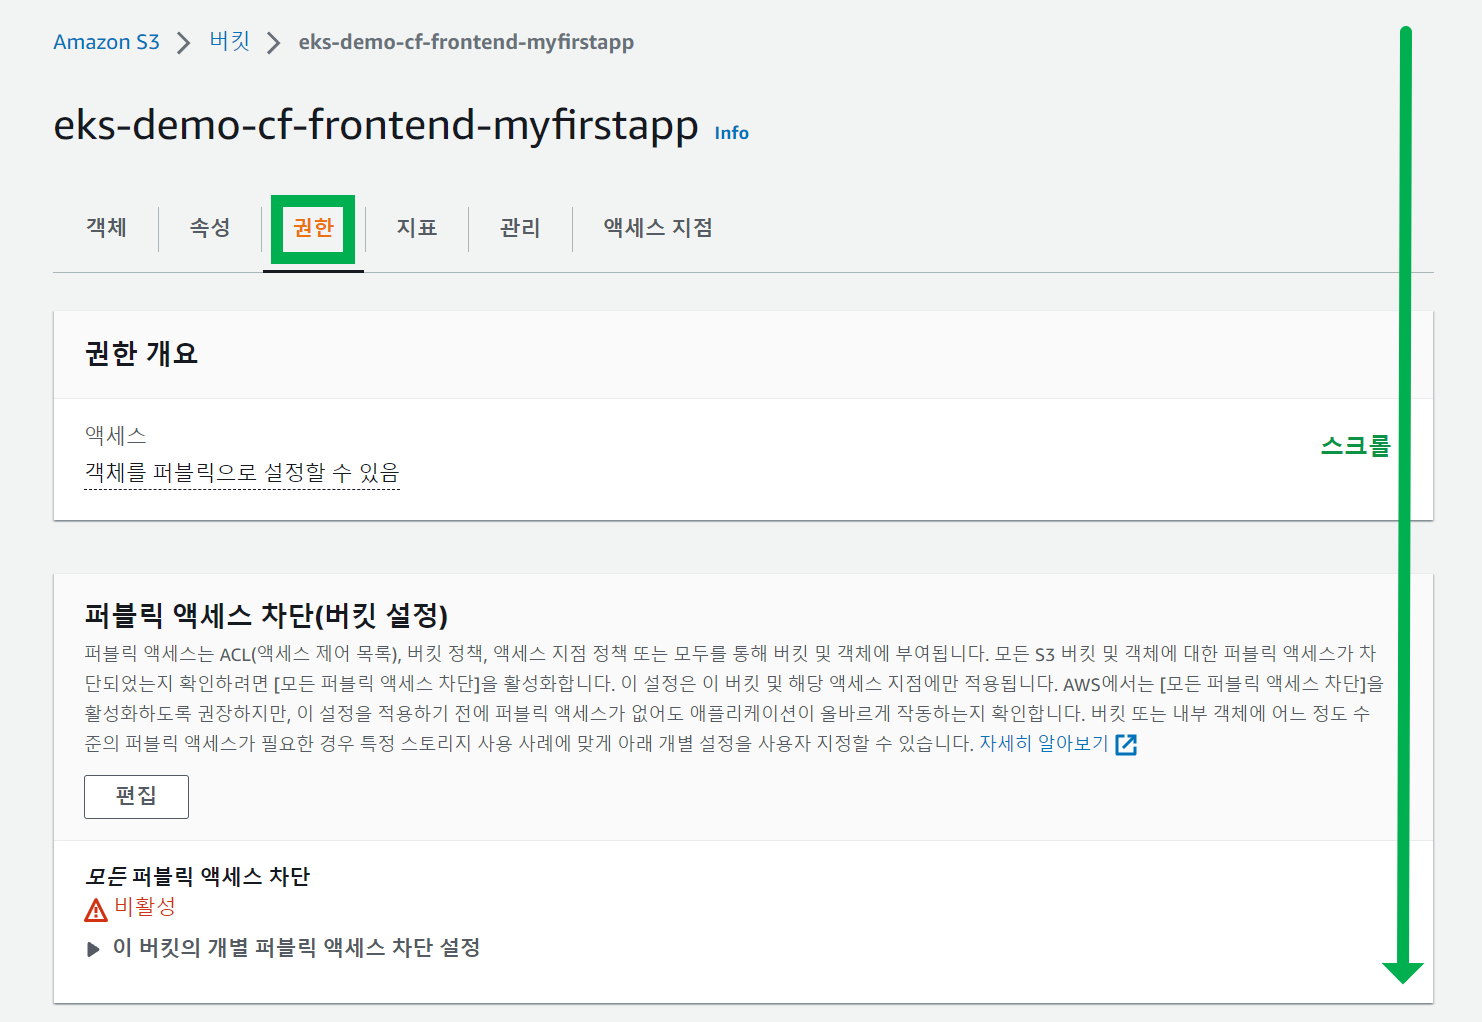 Amazon S3 > 버킷 > eks-demo-cf-frontend-myfirstapp
eks-demo-cf-frontend-myfirstapp Info
객체 속성 권한 지표 관리 액세스 지점
권한 개요
액세스
스크롤
객체를 퍼블릭으로 설정할 수 있음
퍼블릭 액세스 차단(버킷 설정)
퍼블릭 액세스는 ACL(액세스 제어 목록), 버킷 정책, 액세스 지점 정책 또는 모두를 통해 버킷 및 객체에 부여됩니다. 모든 S3 버킷 및 객체에 대한 퍼블릭 액세스가 차
단되었는지 확인하려면 [모든 퍼블릭 액세스 차단]을 활성화합니다. 이 설정은 이 버킷 및 해당 액세스 지점에만 적용됩니다. AWS에서는 [모든 퍼블릭 액세스 차단]을
활성화하도록 권장하지만, 이 설정을 적용하기 전에 퍼블릭 액세스가 없어도 애플리케이션이 올바르게 작동하는지 확인합니다. 버킷 또는 내부 객체에 어느 정도 수
준의 퍼블릭 액세스가 필요한 경우 특정 스토리지 사용 사례에 맞게 아래 개별 설정을 사용자 지정할 수 있습니다. 자세히 알아보기
편집
모든 퍼블릭 액세스 차단
비활성
이 버킷의 개별 퍼블릭 액세스 차단 설정